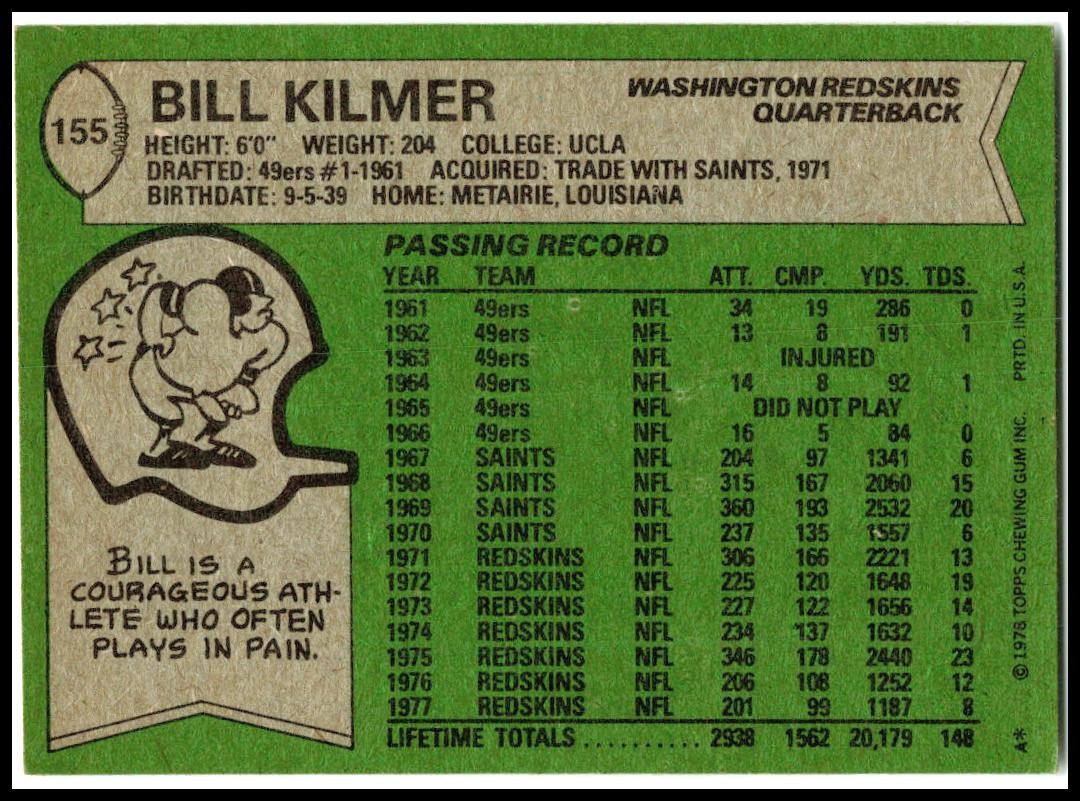 155
BILL KILMER
WASHINGTON REDSKINS
QUARTERBACK
HEIGHT: 6'0" WEIGHT: 204 COLLEGE: UCLA
DRAFTED: 49ers #1-1961 ACQUIRED: TRADE WITH SAINTS, 1971
BIRTHDATE: 9-5-39 HOME: METAIRIE, LOUISIANA
PASSING RECORD
YEAR TEAM ATT. CMP. YDS. TDS.
1961 49ers NFL 34 19 286 0
1962 49ers NFL 13 8 191 1
1963 49ers NFL INJURED
1964 49ers NFL 14 8 92 1
1965 49ers NFL DID NOT PLAY
1966 49ers NFL 16 5 84 0
1967 SAINTS NFL 204 97 1341 6
1968 SAINTS NFL 315 167 2060 15
1969 SAINTS NFL 360 193 2532 20
1970 SAINTS NFL 237 135 1557 6
1971 REDSKINS NFL 306 166 2221 13
1972 REDSKINS NFL 225 120 1648 19
1973 REDSKINS NFL 227 122 1656 14
1974 REDSKINS NFL 234 137 1632 10
1975 REDSKINS NFL 346 178 2440 23
1976 REDSKINS NFL 206 108 1252 12
1977 REDSKINS NFL 201 99 1187 8
LIFETIME TOTALS .......... 2938 1562 20,179 148
BILL IS A
COURAGEOUS ATH-
LETE WHO OFTEN
PLAYS IN PAIN.
A* © 1978 TOPPS CHEWING GUM INC. PRTD. IN U.S.A.